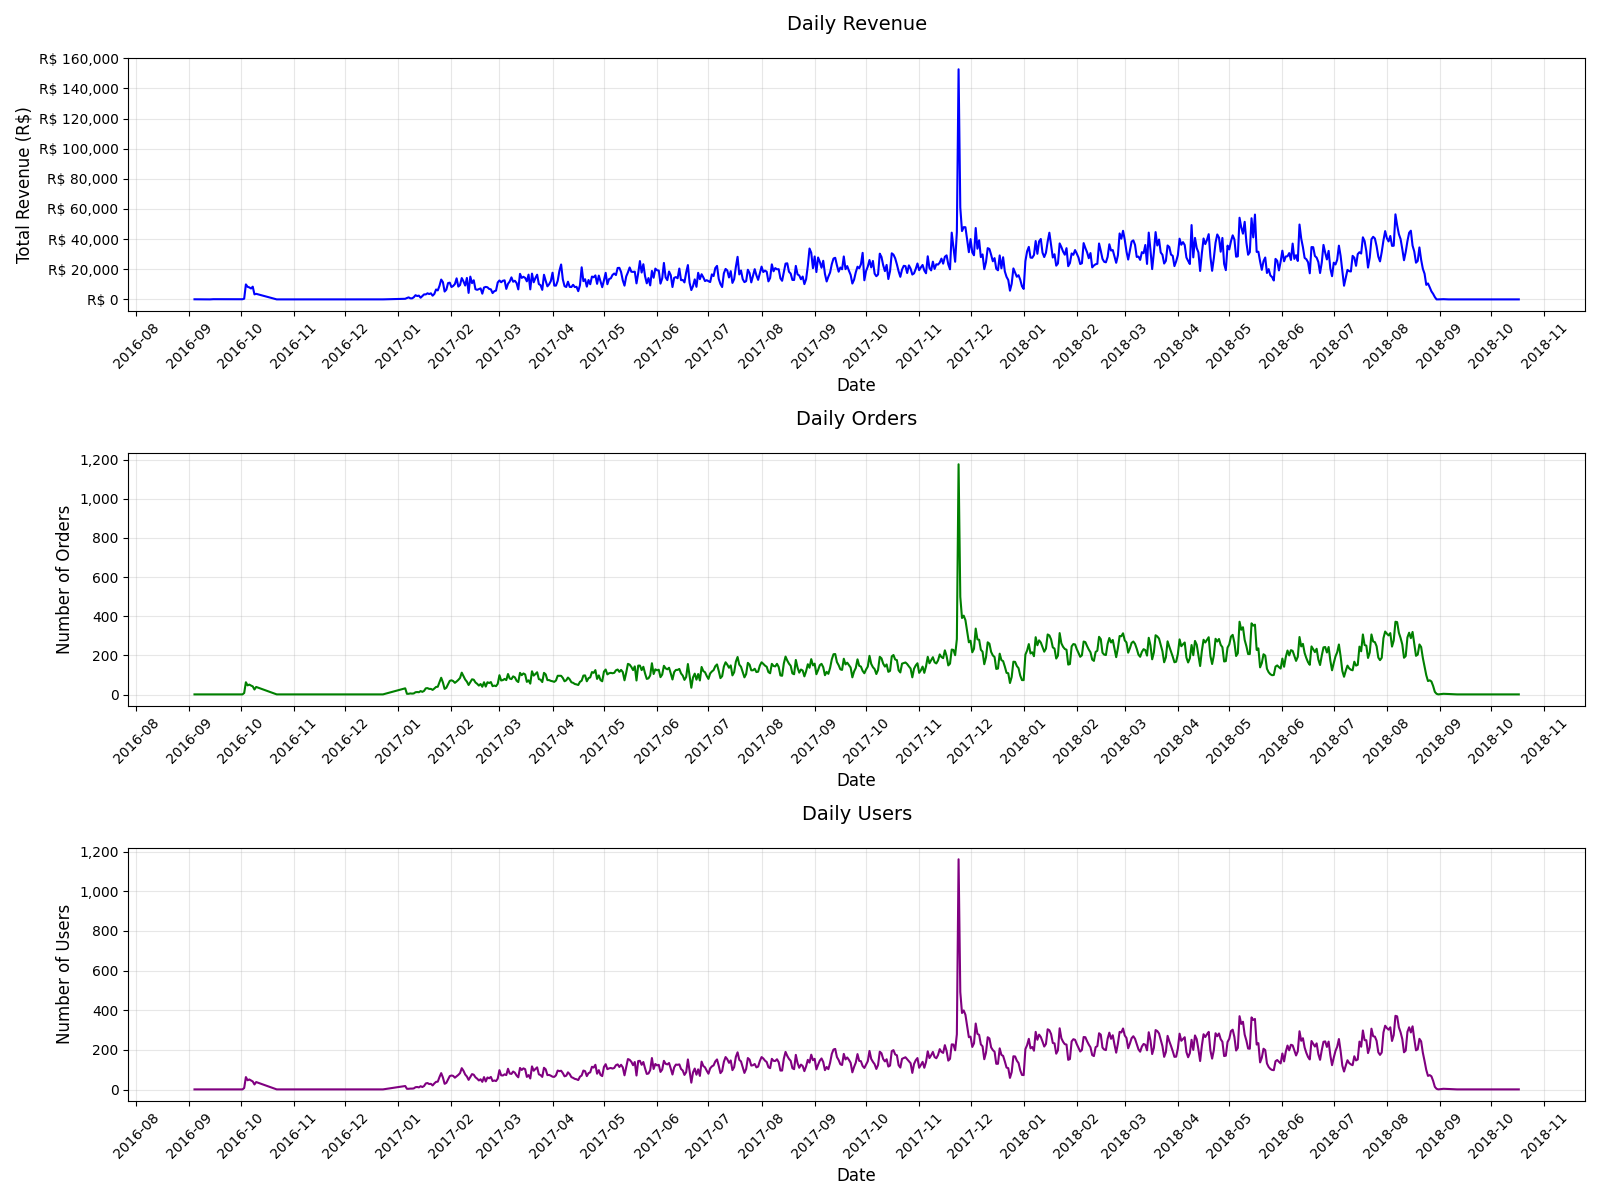 Daily Revenue
Total Revenue (R$)
R$ 160,000
R$ 140,000
R$ 120,000
R$ 100,000
R$ 80,000
R$ 60,000
R$ 40,000
R$ 20,000
R$ 0
2016-08 2016-09 2016-10 2016-11 2016-12 2017-01 2017-02 2017-03 2017-04 2017-05 2017-06 2017-07 2017-08 2017-09 2017-10 2017-11 2017-12 2018-01 2018-02 2018-03 2018-04 2018-05 2018-06 2018-07 2018-08 2018-09 2018-10 2018-11
Date
Daily Orders
Number of Orders
1,200
1,000
800
600
400
200
0
2016-08 2016-09 2016-10 2016-11 2016-12 2017-01 2017-02 2017-03 2017-04 2017-05 2017-06 2017-07 2017-08 2017-09 2017-10 2017-11 2017-12 2018-01 2018-02 2018-03 2018-04 2018-05 2018-06 2018-07 2018-08 2018-09 2018-10 2018-11
Date
Daily Users
Number of Users
1,200
1,000
800
600
400
200
0
2016-08 2016-09 2016-10 2016-11 2016-12 2017-01 2017-02 2017-03 2017-04 2017-05 2017-06 2017-07 2017-08 2017-09 2017-10 2017-11 2017-12 2018-01 2018-02 2018-03 2018-04 2018-05 2018-06 2018-07 2018-08 2018-09 2018-10 2018-11
Date